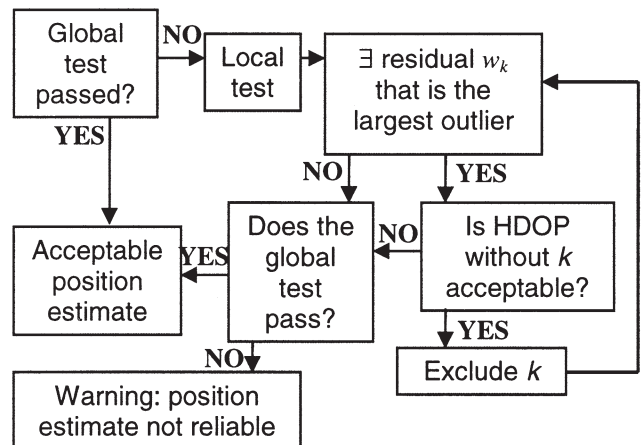 Global
test
passed?
NO
Local
test
∃ residual wk
that is the
largest outlier
YES
NO
YES
Acceptable
position
estimate
YES
Does the
global
test
pass?
NO
Is HDOP
without k
acceptable?
YES
NO
Exclude k
Warning: position
estimate not reliable